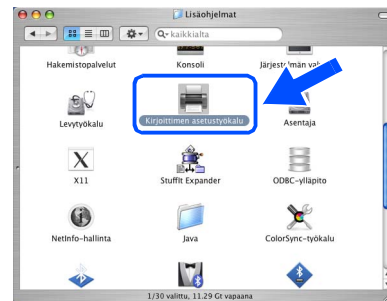 Lisäohjelmat
kaikkialta
Hakemistopalvelut
Konsoli
Järjestelmän
Levytyökalu
Kirjoittimen asetustyökalu
Asentaja
X11
StuffIt Expander
ODBC-ylläpito
NetInfo-hallinta
Java
ColorSync-työkalu
1/30 valittu, 11.29 Gt vapaana